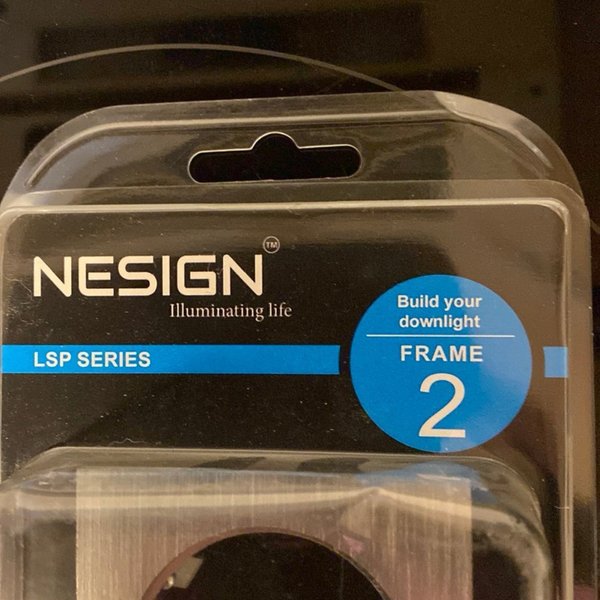 NESIGN™
Illuminating life
LSP SERIES
Build your
downlight
FRAME
2